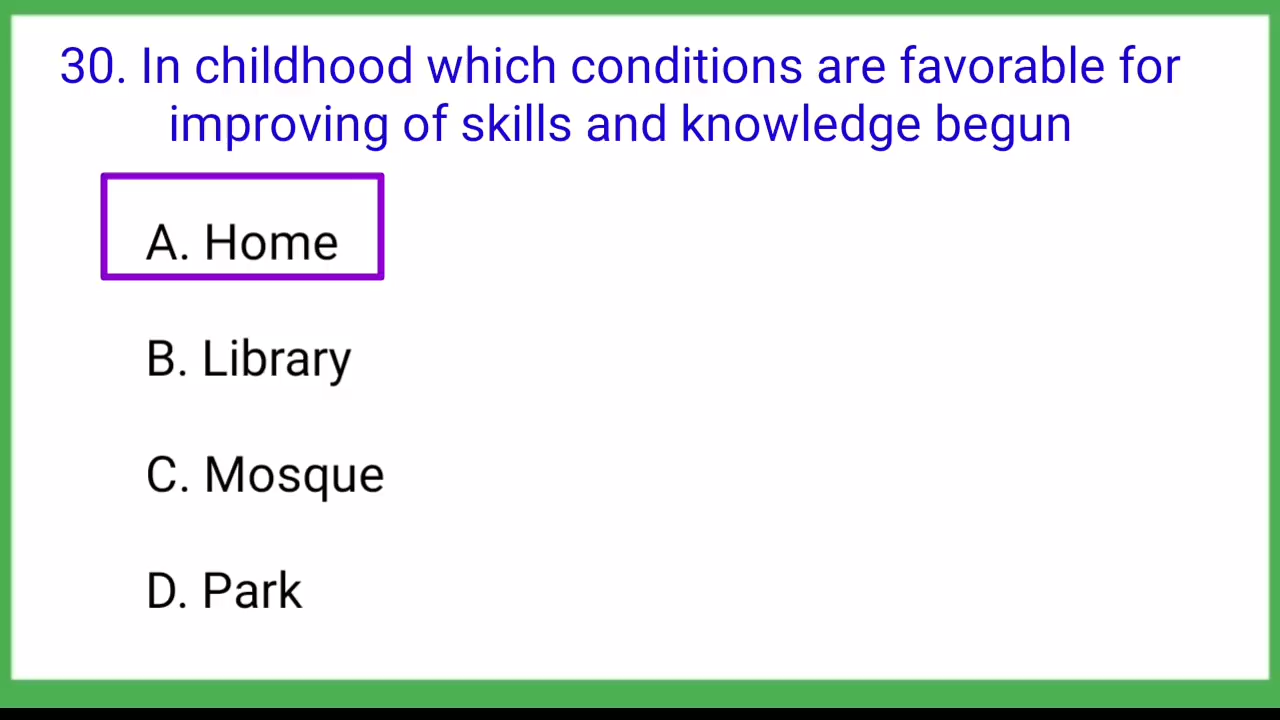 30. In childhood which conditions are favorable for
improving of skills and knowledge begun
A. Home
B. Library
C. Mosque
D. Park